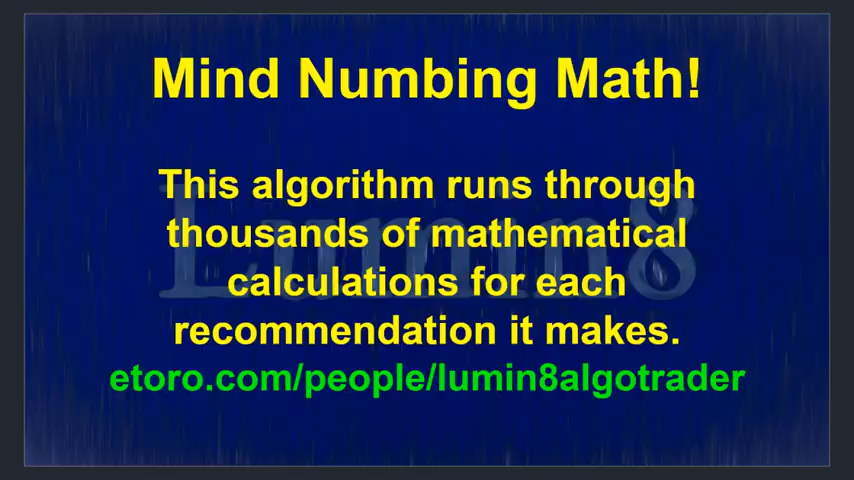 Mind Numbing Math!
Lumin8
This algorithm runs through
thousands of mathematical
calculations for each
recommendation it makes.
etoro.com/people/lumin8algotrader